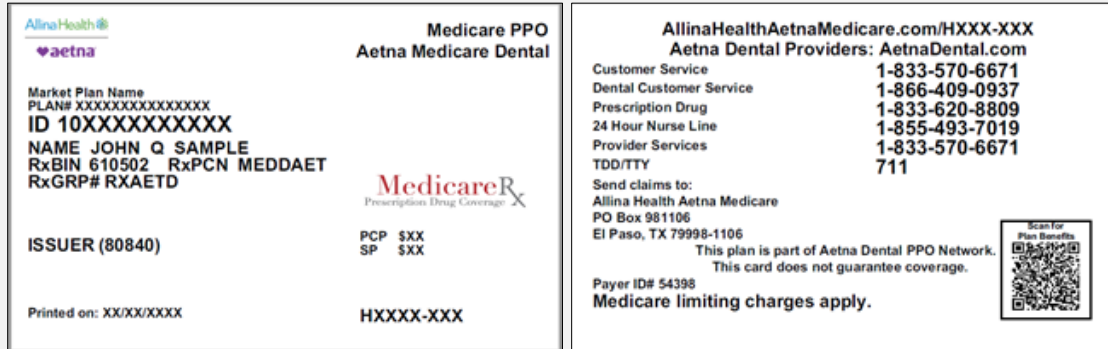 Allina Health
aetna
Medicare PPO
Aetna Medicare Dental
Market Plan Name
PLAN# XXXXXXXXXXXXXXX
ID 10XXXXXXXXXX
NAME JOHN Q SAMPLE
RxBIN 610502 RxPCN MEDDAET
RxGRP# RXAETD
MedicareRx
Prescription Drug Coverage
ISSUER (80840)
PCP $XX
SP $XX
Printed on: XX/XX/XXXX
HXXXX-XXX
AllinaHealthAetnaMedicare.com/HXXX-XXX
Aetna Dental Providers: AetnaDental.com
Customer Service 1-833-570-6671
Dental Customer Service 1-866-409-0937
Prescription Drug 1-833-620-8809
24 Hour Nurse Line 1-855-493-7019
Provider Services 1-833-570-6671
TDD/TTY 711
Send claims to:
Allina Health Aetna Medicare
PO Box 981106
El Paso, TX 79998-1106
Scan for
Plan Benefits
This plan is part of Aetna Dental PPO Network.
This card does not guarantee coverage.
Payer ID# 54398
Medicare limiting charges apply.